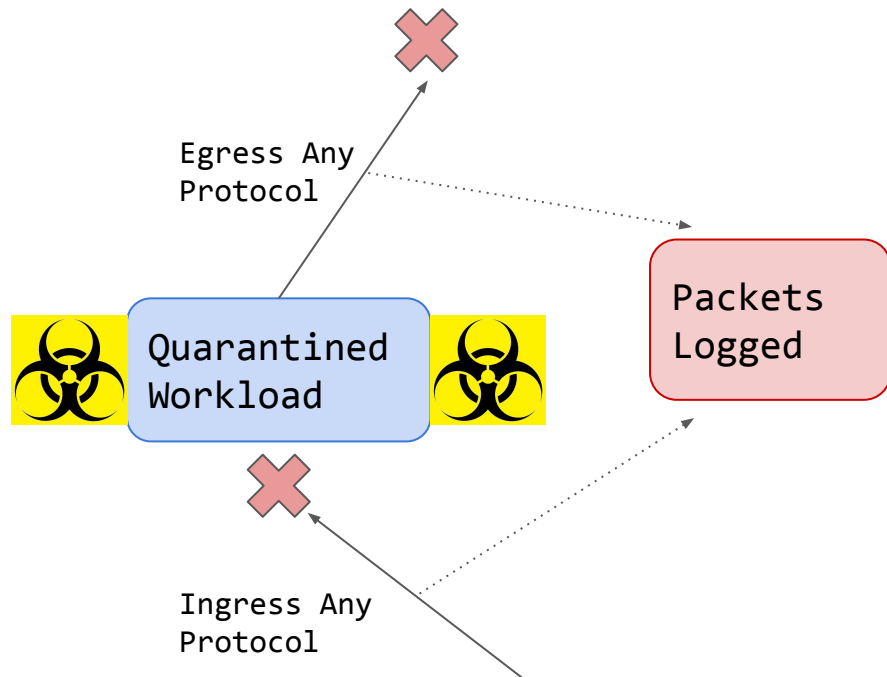 Egress Any
Protocol
Quarantined
Workload
Packets
Logged
Ingress Any
Protocol